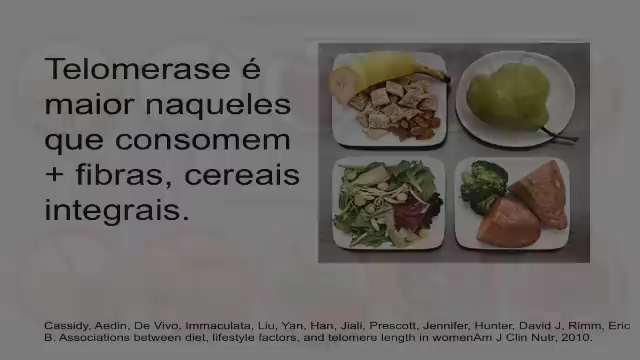 Telomerase é
maior naqueles
que consomem
+ fibras, cereais
integrais.
Cassidy, Aedin, De Vivo, Immaculata, Liu, Yan, Han, Jiali, Prescott, Jennifer, Hunter, David J, Rimm, Eric
B. Associations between diet, lifestyle factors, and telomere length in womenAm J Clin Nutr, 2010.